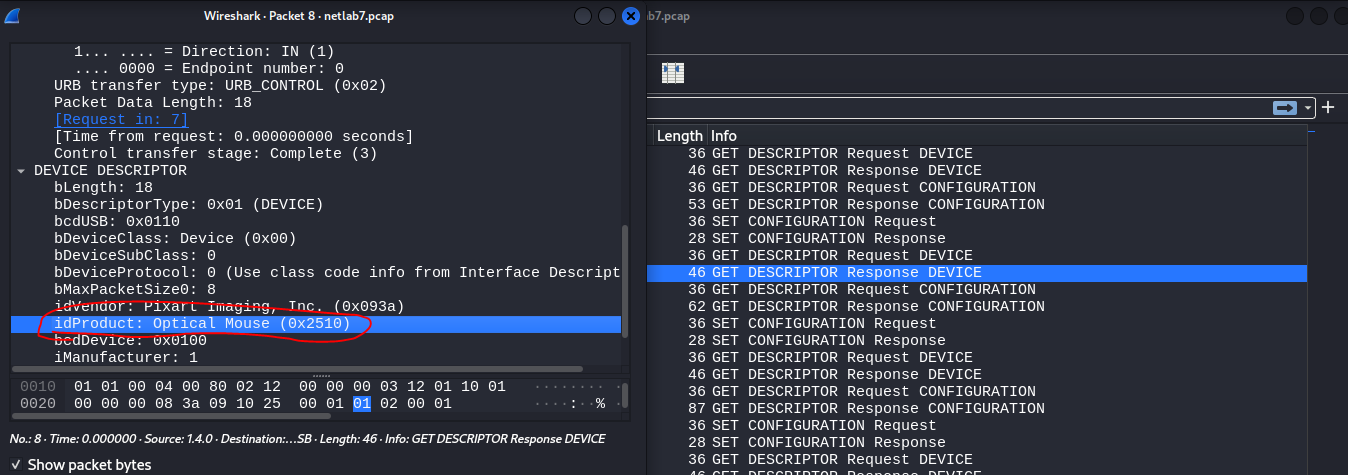 Wireshark · Packet 8 · netlab7.pcap
1... .... = Direction: IN (1)
.... 0000 = Endpoint number: 0
URB transfer type: URB_CONTROL (0x02)
Packet Data Length: 18
[Request in: 7]
[Time from request: 0.000000000 seconds]
Control transfer stage: Complete (3)
DEVICE DESCRIPTOR
bLength: 18
bDescriptorType: 0x01 (DEVICE)
bcdUSB: 0x0110
bDeviceClass: Device (0x00)
bDeviceSubClass: 0
bDeviceProtocol: 0 (Use class code info from Interface Descript
bMaxPacketSize0: 8
idVendor: Pixart Imaging, Inc. (0x093a)
idProduct: Optical Mouse (0x2510)
bcdDevice: 0x0100
iManufacturer: 1
0010 01 01 00 04 00 80 02 12 00 00 00 03 12 01 10 01 ········ ·
0020 00 00 00 08 3a 09 10 25 00 01 01 02 00 01 ····:··% ·
No.: 8 · Time: 0.000000 · Source: 1.4.0 · Destination:...SB · Length: 46 · Info: GET DESCRIPTOR Response DEVICE
Show packet bytes
b7.pcap
Length Info
36 GET DESCRIPTOR Request DEVICE
46 GET DESCRIPTOR Response DEVICE
36 GET DESCRIPTOR Request CONFIGURATION
53 GET DESCRIPTOR Response CONFIGURATION
36 SET CONFIGURATION Request
28 SET CONFIGURATION Response
36 GET DESCRIPTOR Request DEVICE
46 GET DESCRIPTOR Response DEVICE
36 GET DESCRIPTOR Request CONFIGURATION
62 GET DESCRIPTOR Response CONFIGURATION
36 SET CONFIGURATION Request
28 SET CONFIGURATION Response
36 GET DESCRIPTOR Request DEVICE
46 GET DESCRIPTOR Response DEVICE
36 GET DESCRIPTOR Request CONFIGURATION
87 GET DESCRIPTOR Response CONFIGURATION
36 SET CONFIGURATION Request
28 SET CONFIGURATION Response
36 GET DESCRIPTOR Request DEVICE
46 GET DESCRIPTOR Response DEVICE